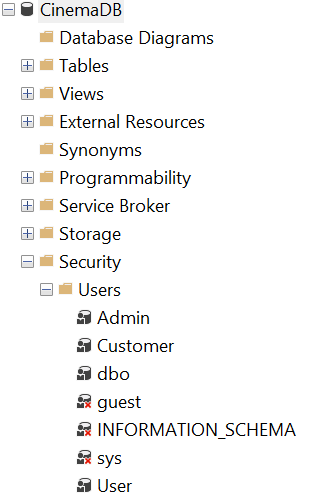 CinemaDB
Database Diagrams
Tables
Views
External Resources
Synonyms
Programmability
Service Broker
Storage
Security
Users
Admin
Customer
dbo
guest
INFORMATION_SCHEMA
sys
User